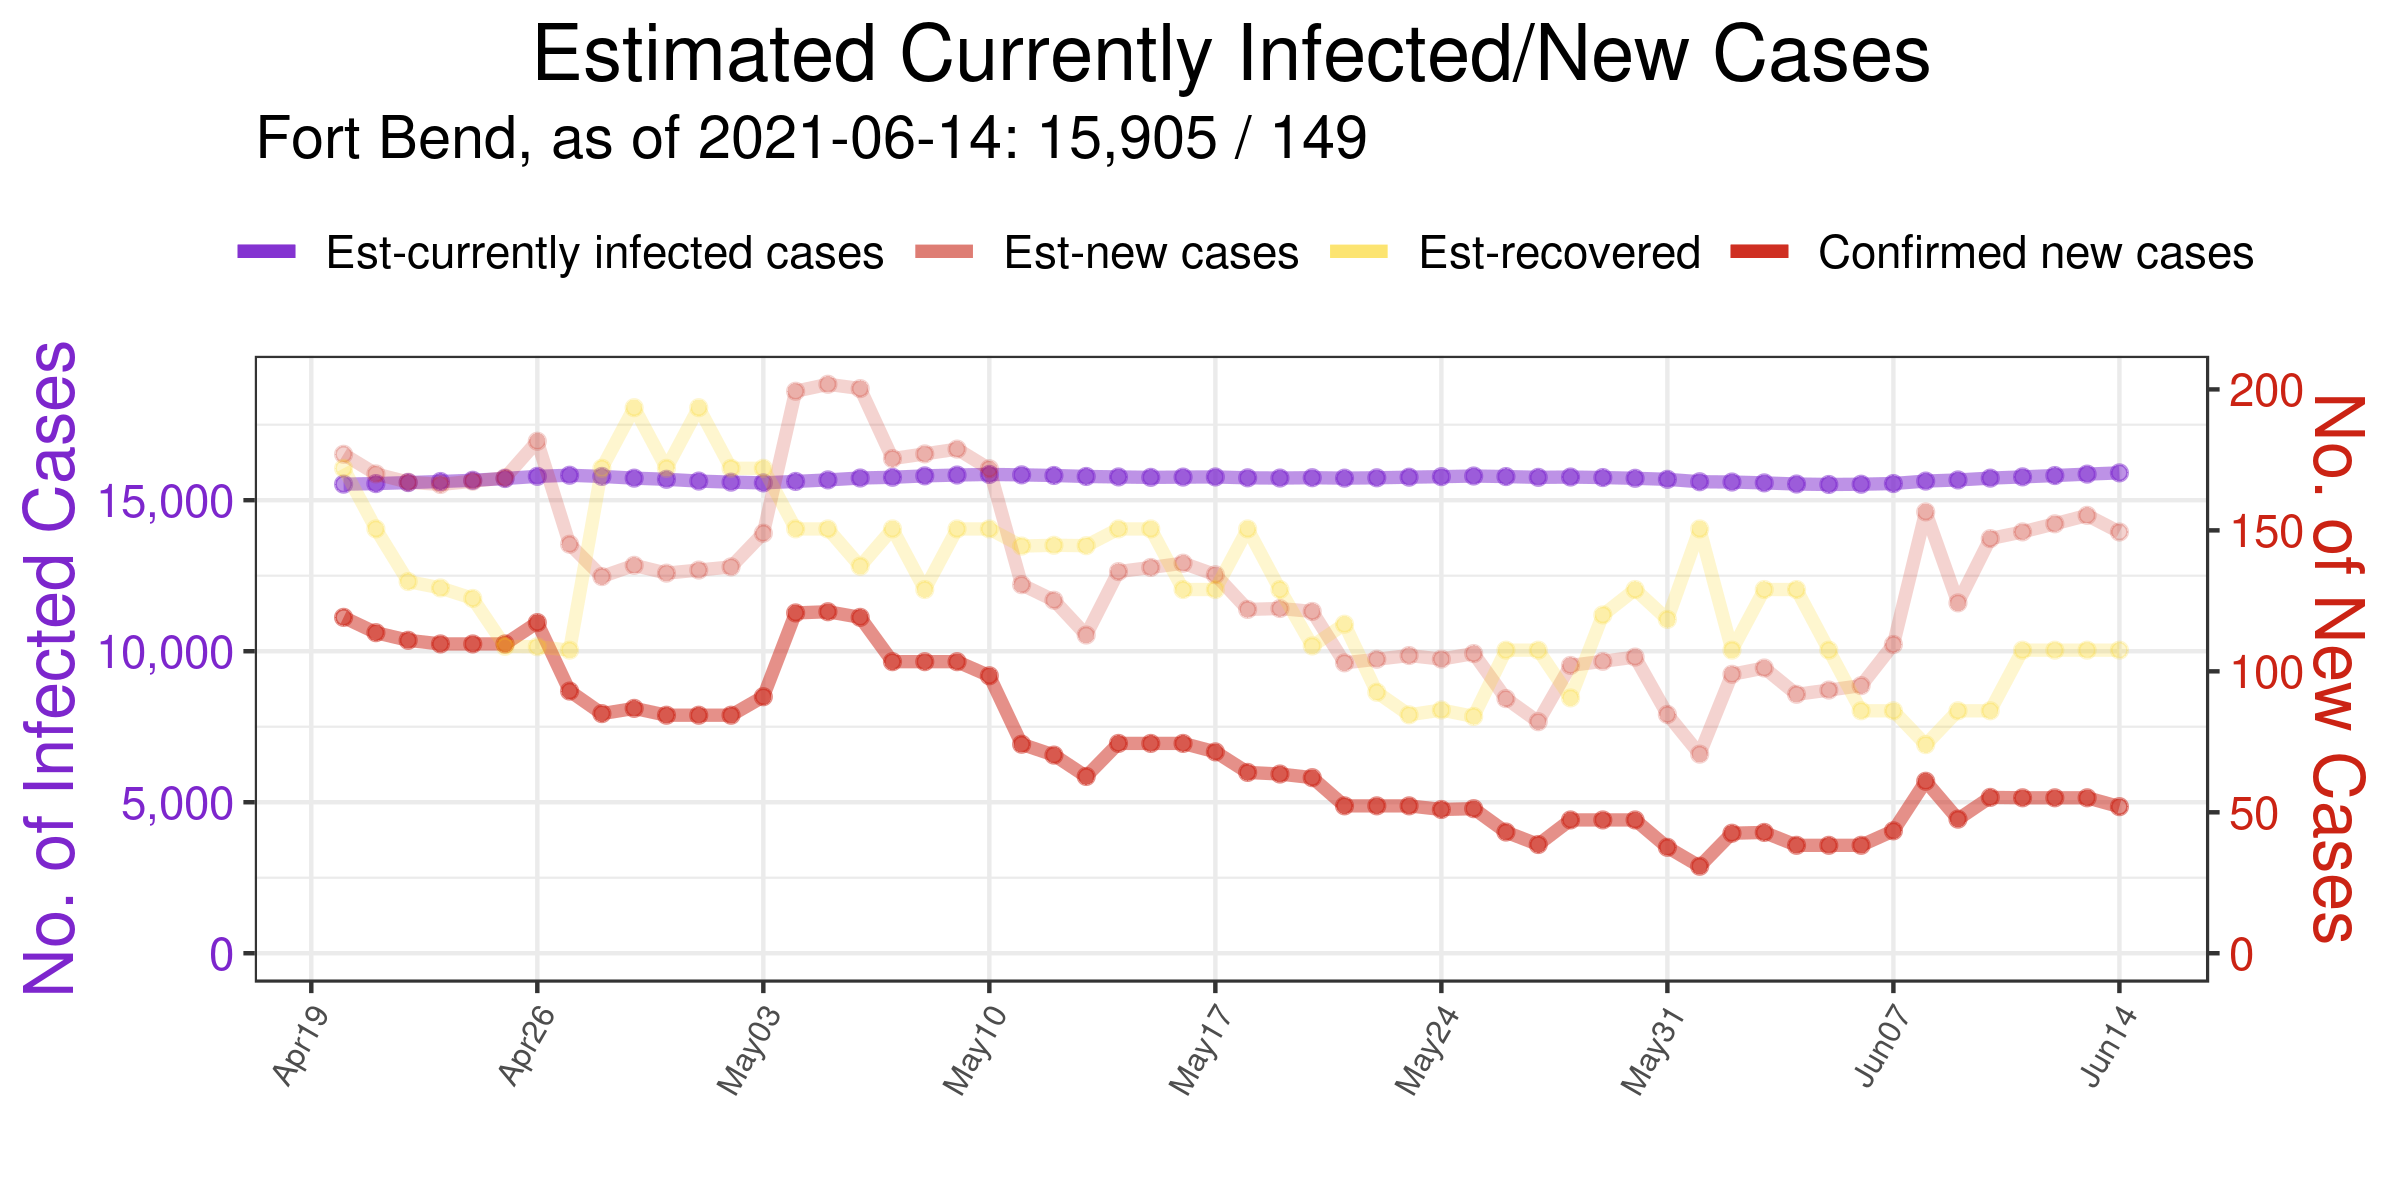 Estimated Currently Infected/New Cases
Fort Bend, as of 2021-06-14: 15,905 / 149
Est-currently infected cases Est-new cases Est-recovered Confirmed new cases
No. of Infected Cases
15,000
10,000
5,000
0
200
150
100
50
0
No. of New Cases
Apr19 Apr26 May03 May10 May17 May24 May31 Jun07 Jun14